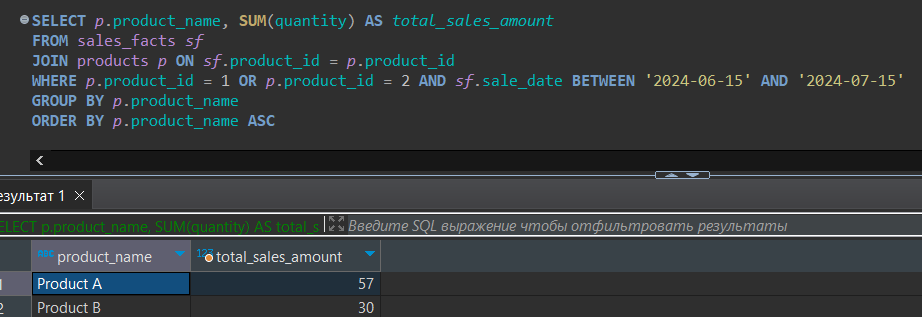 SELECT p.product_name, SUM(quantity) AS total_sales_amount
FROM sales_facts sf
JOIN products p ON sf.product_id = p.product_id
WHERE p.product_id = 1 OR p.product_id = 2 AND sf.sale_date BETWEEN '2024-06-15' AND '2024-07-15'
GROUP BY p.product_name
ORDER BY p.product_name ASC
езультат 1
ELECT p.product_name, SUM(quantity) AS total_s Введите SQL выражение чтобы отфильтровать результаты
abc product_name 123 total_sales_amount
1 Product A 57
2 Product B 30